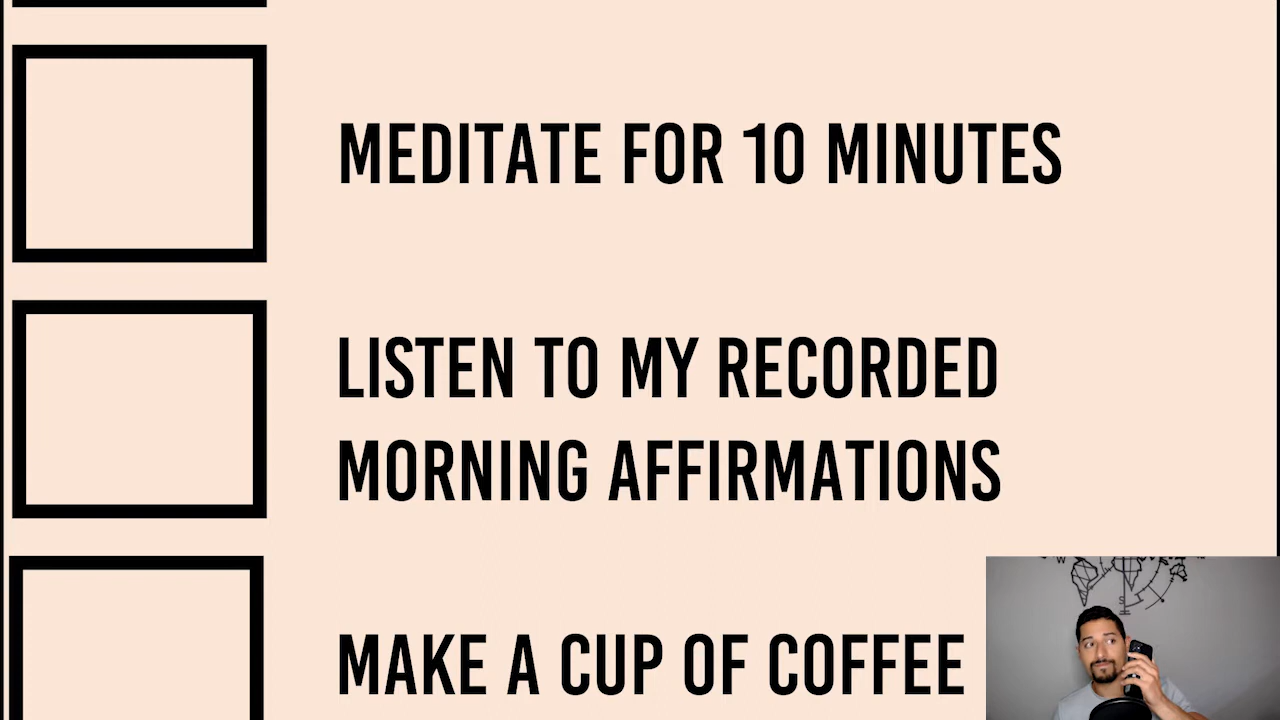 MEDITATE FOR 10 MINUTES
LISTEN TO MY RECORDED
MORNING AFFIRMATIONS
MAKE A CUP OF COFFEE
W
S